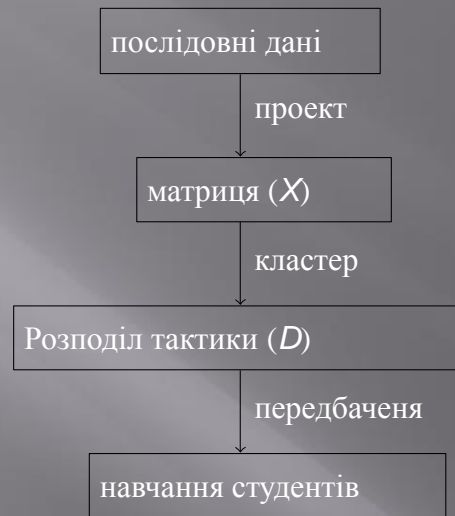 послідовні дані
проект
матриця (X)
кластер
Розподіл тактики (D)
передбаченя
навчання студентів